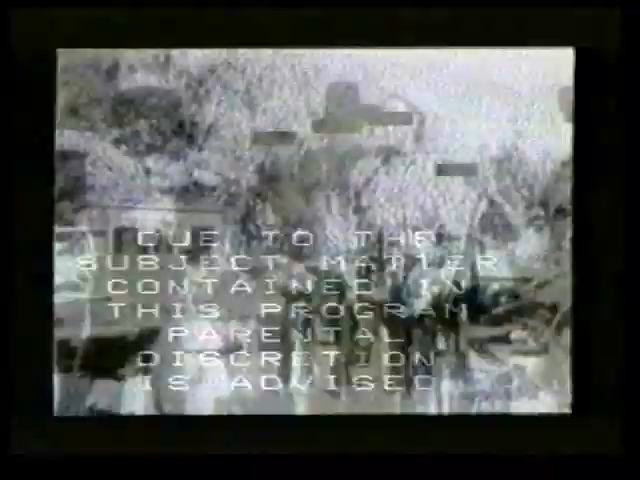 DUE TO THE
SUBJECT MATTER
CONTAINED IN
THIS PROGRAM
PARENTAL
DISCRETION
IS ADVISED